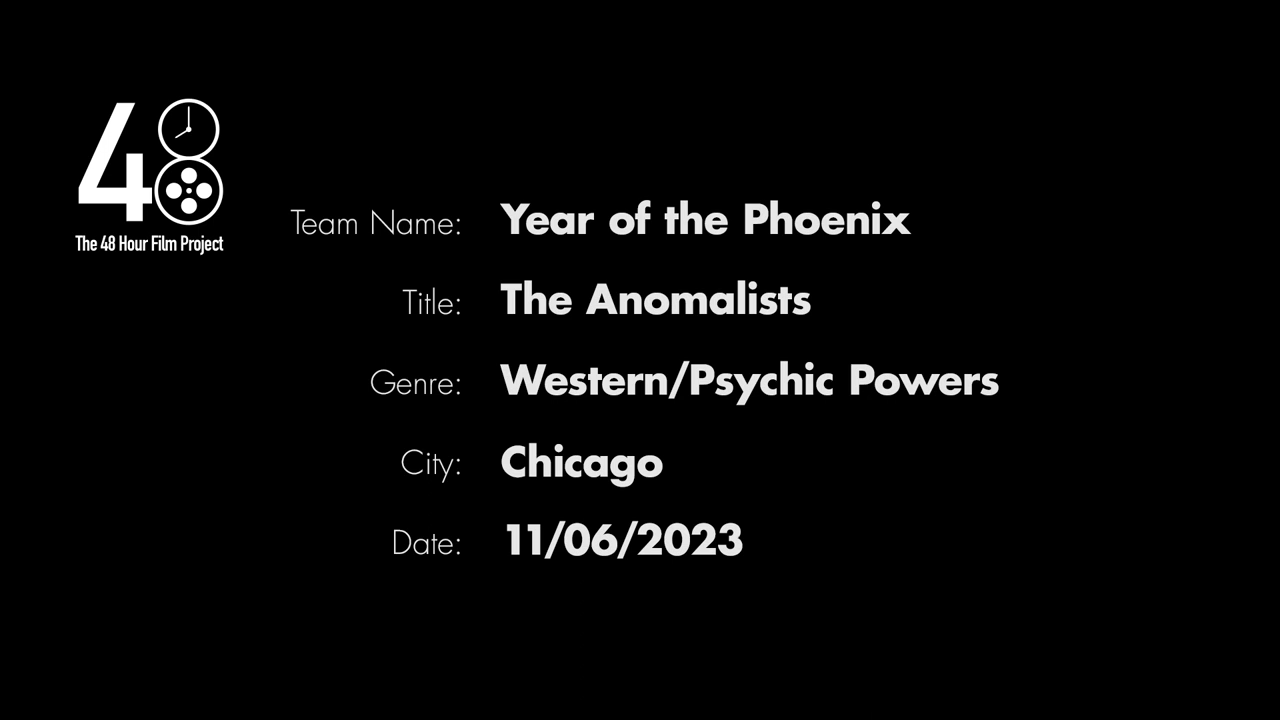 48
The 48 Hour Film Project
Team Name: Year of the Phoenix
Title: The Anomalists
Genre: Western/Psychic Powers
City: Chicago
Date: 11/06/2023